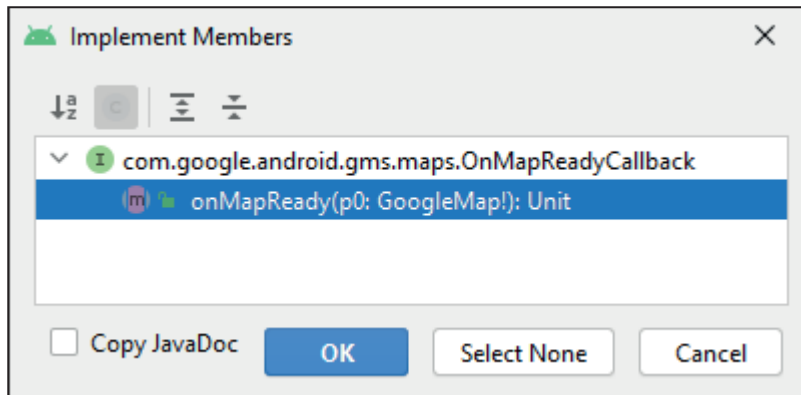 Implement Members
com.google.android.gms.maps.OnMapReadyCallback
onMapReady(p0: GoogleMap!): Unit
Copy JavaDoc OK Select None Cancel